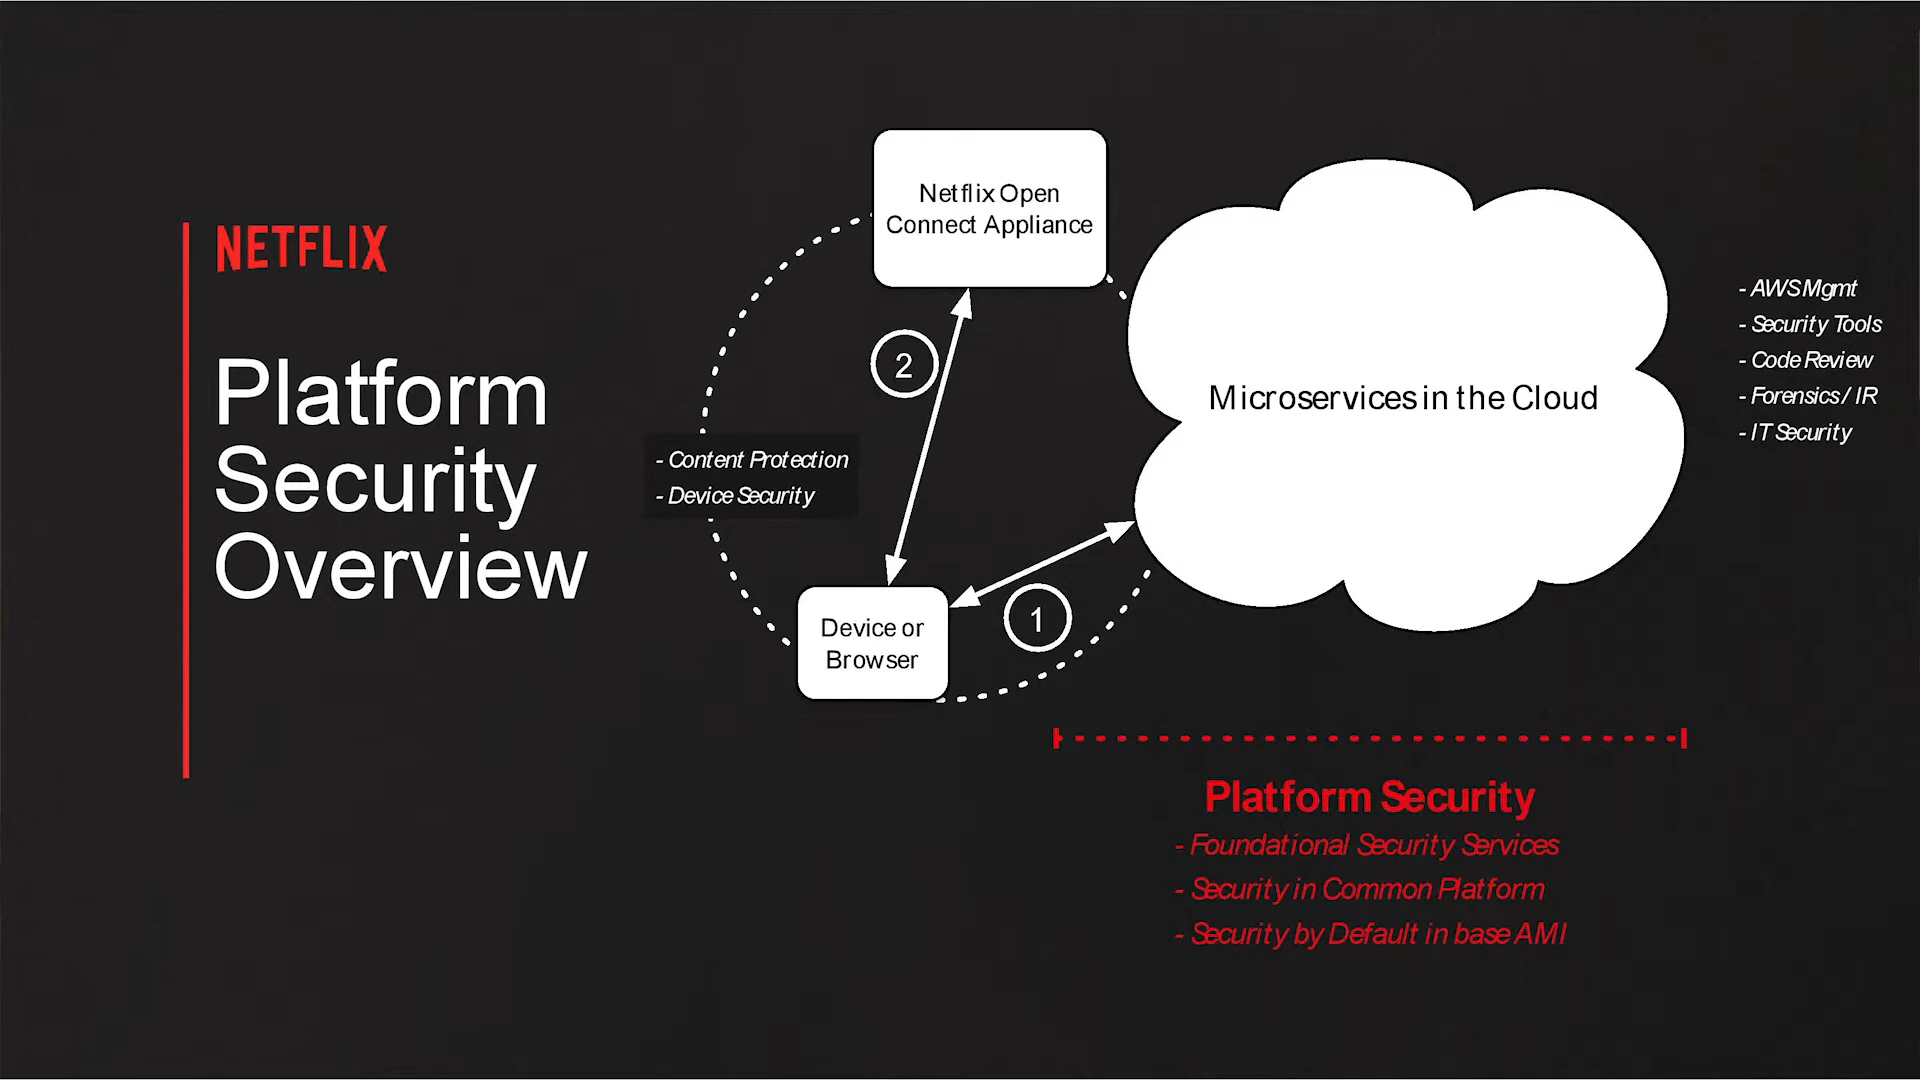 NETFLIX
Platform
Security
Overview
Netflix Open
Connect Appliance
2
- Content Protection
- Device Security
Device or
Browser
1
Microservices in the Cloud
- AWS Mgmt
- Security Tools
- Code Review
- Forensics / IR
- IT Security
Platform Security
- Foundational Security Services
- Security in Common Platform
- Security by Default in base AMI